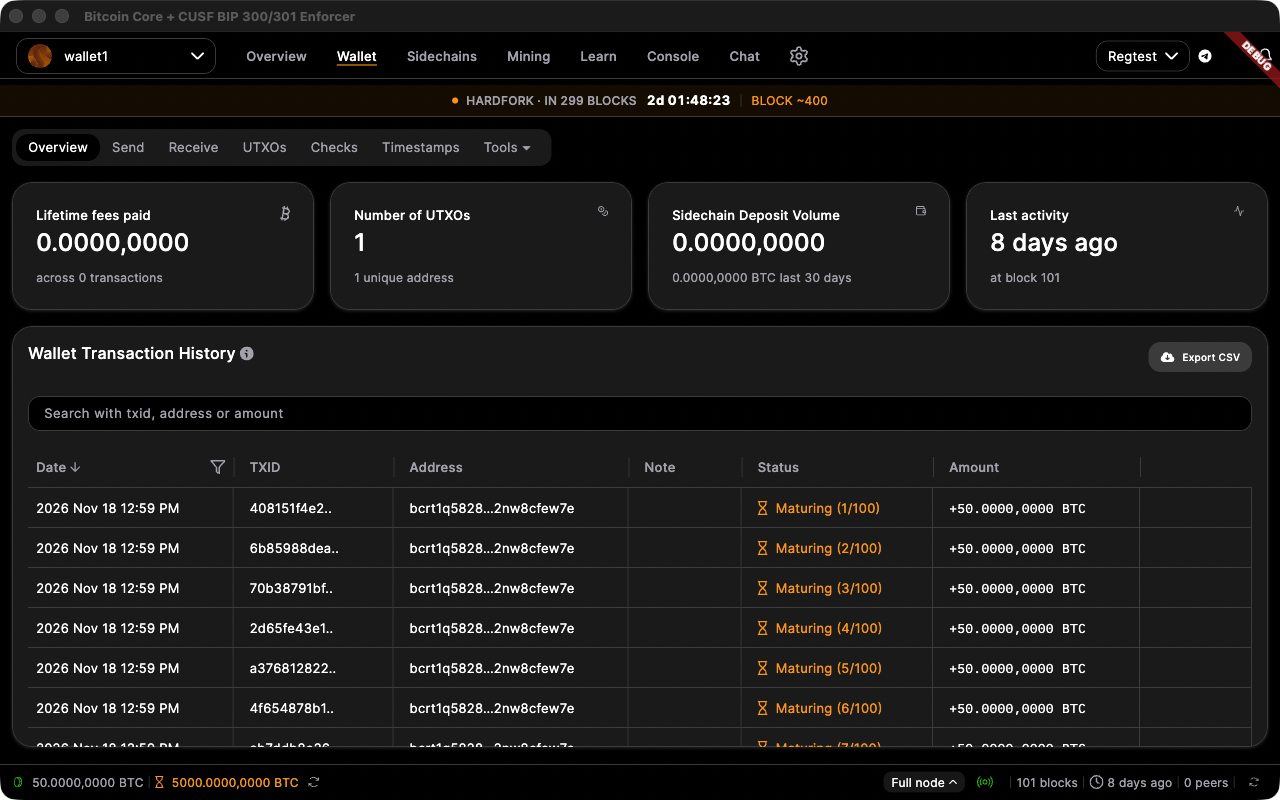 Bitcoin Core + CUSF BIP 300/301 Enforcer
wallet1 Overview Wallet Sidechains Mining Learn Console Chat Regtest DEBUG
HARDFORK · IN 299 BLOCKS 2d 01:48:23 BLOCK ~400
Overview Send Receive UTXOs Checks Timestamps Tools
Lifetime fees paid
0.0000,0000
across 0 transactions
Number of UTXOs
1
1 unique address
Sidechain Deposit Volume
0.0000,0000
0.0000,0000 BTC last 30 days
Last activity
8 days ago
at block 101
Wallet Transaction History
Export CSV
Search with txid, address or amount
Date TXID Address Note Status Amount
2026 Nov 18 12:59 PM 408151f4e2.. bcrt1q5828...2nw8cfew7e Maturing (1/100) +50.0000,0000 BTC
2026 Nov 18 12:59 PM 6b85988dea.. bcrt1q5828...2nw8cfew7e Maturing (2/100) +50.0000,0000 BTC
2026 Nov 18 12:59 PM 70b38791bf.. bcrt1q5828...2nw8cfew7e Maturing (3/100) +50.0000,0000 BTC
2026 Nov 18 12:59 PM 2d65fe43e1.. bcrt1q5828...2nw8cfew7e Maturing (4/100) +50.0000,0000 BTC
2026 Nov 18 12:59 PM a376812822.. bcrt1q5828...2nw8cfew7e Maturing (5/100) +50.0000,0000 BTC
2026 Nov 18 12:59 PM 4f654878b1.. bcrt1q5828...2nw8cfew7e Maturing (6/100) +50.0000,0000 BTC
50.0000,0000 BTC 5000.0000,0000 BTC Full node 101 blocks 8 days ago 0 peers